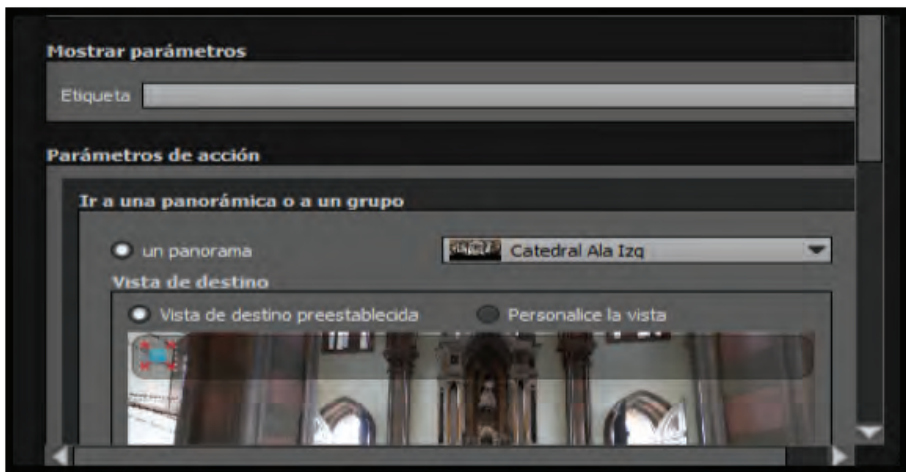 Mostrar parámetros
Etiqueta
Parámetros de acción
Ir a una panorámica o a un grupo
un panorama Catedral Ala Izq
Vista de destino
Vista de destino preestablecida Personalice la vista